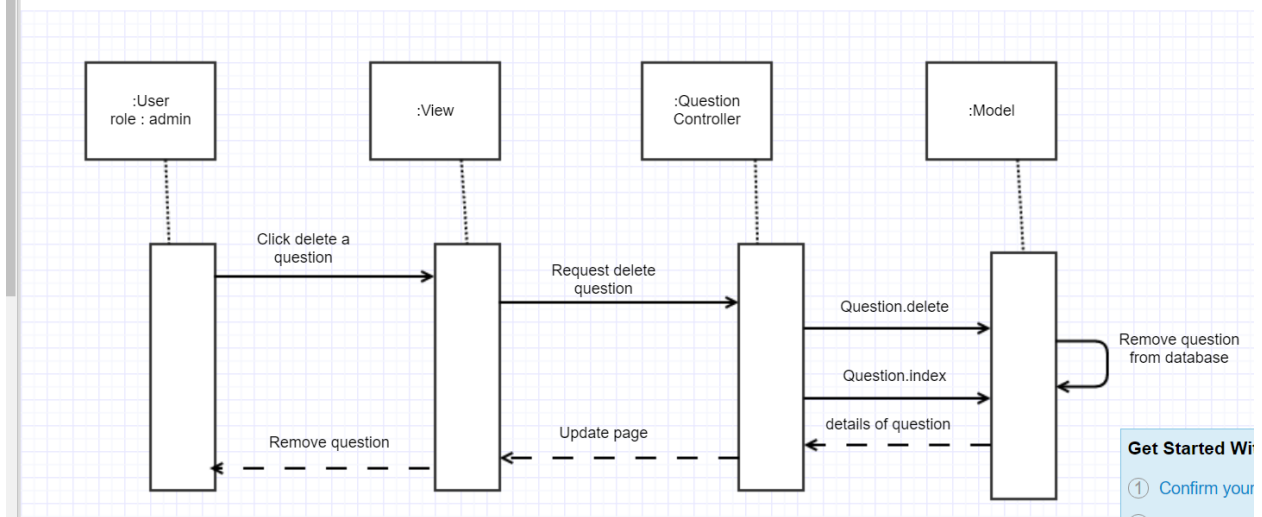 :User
role : admin
:View
:Question
Controller
:Model
Click delete a
question
Request delete
question
Question.delete
Remove question
from database
Question.index
details of question
Update page
Remove question
Get Started
1 Confirm your